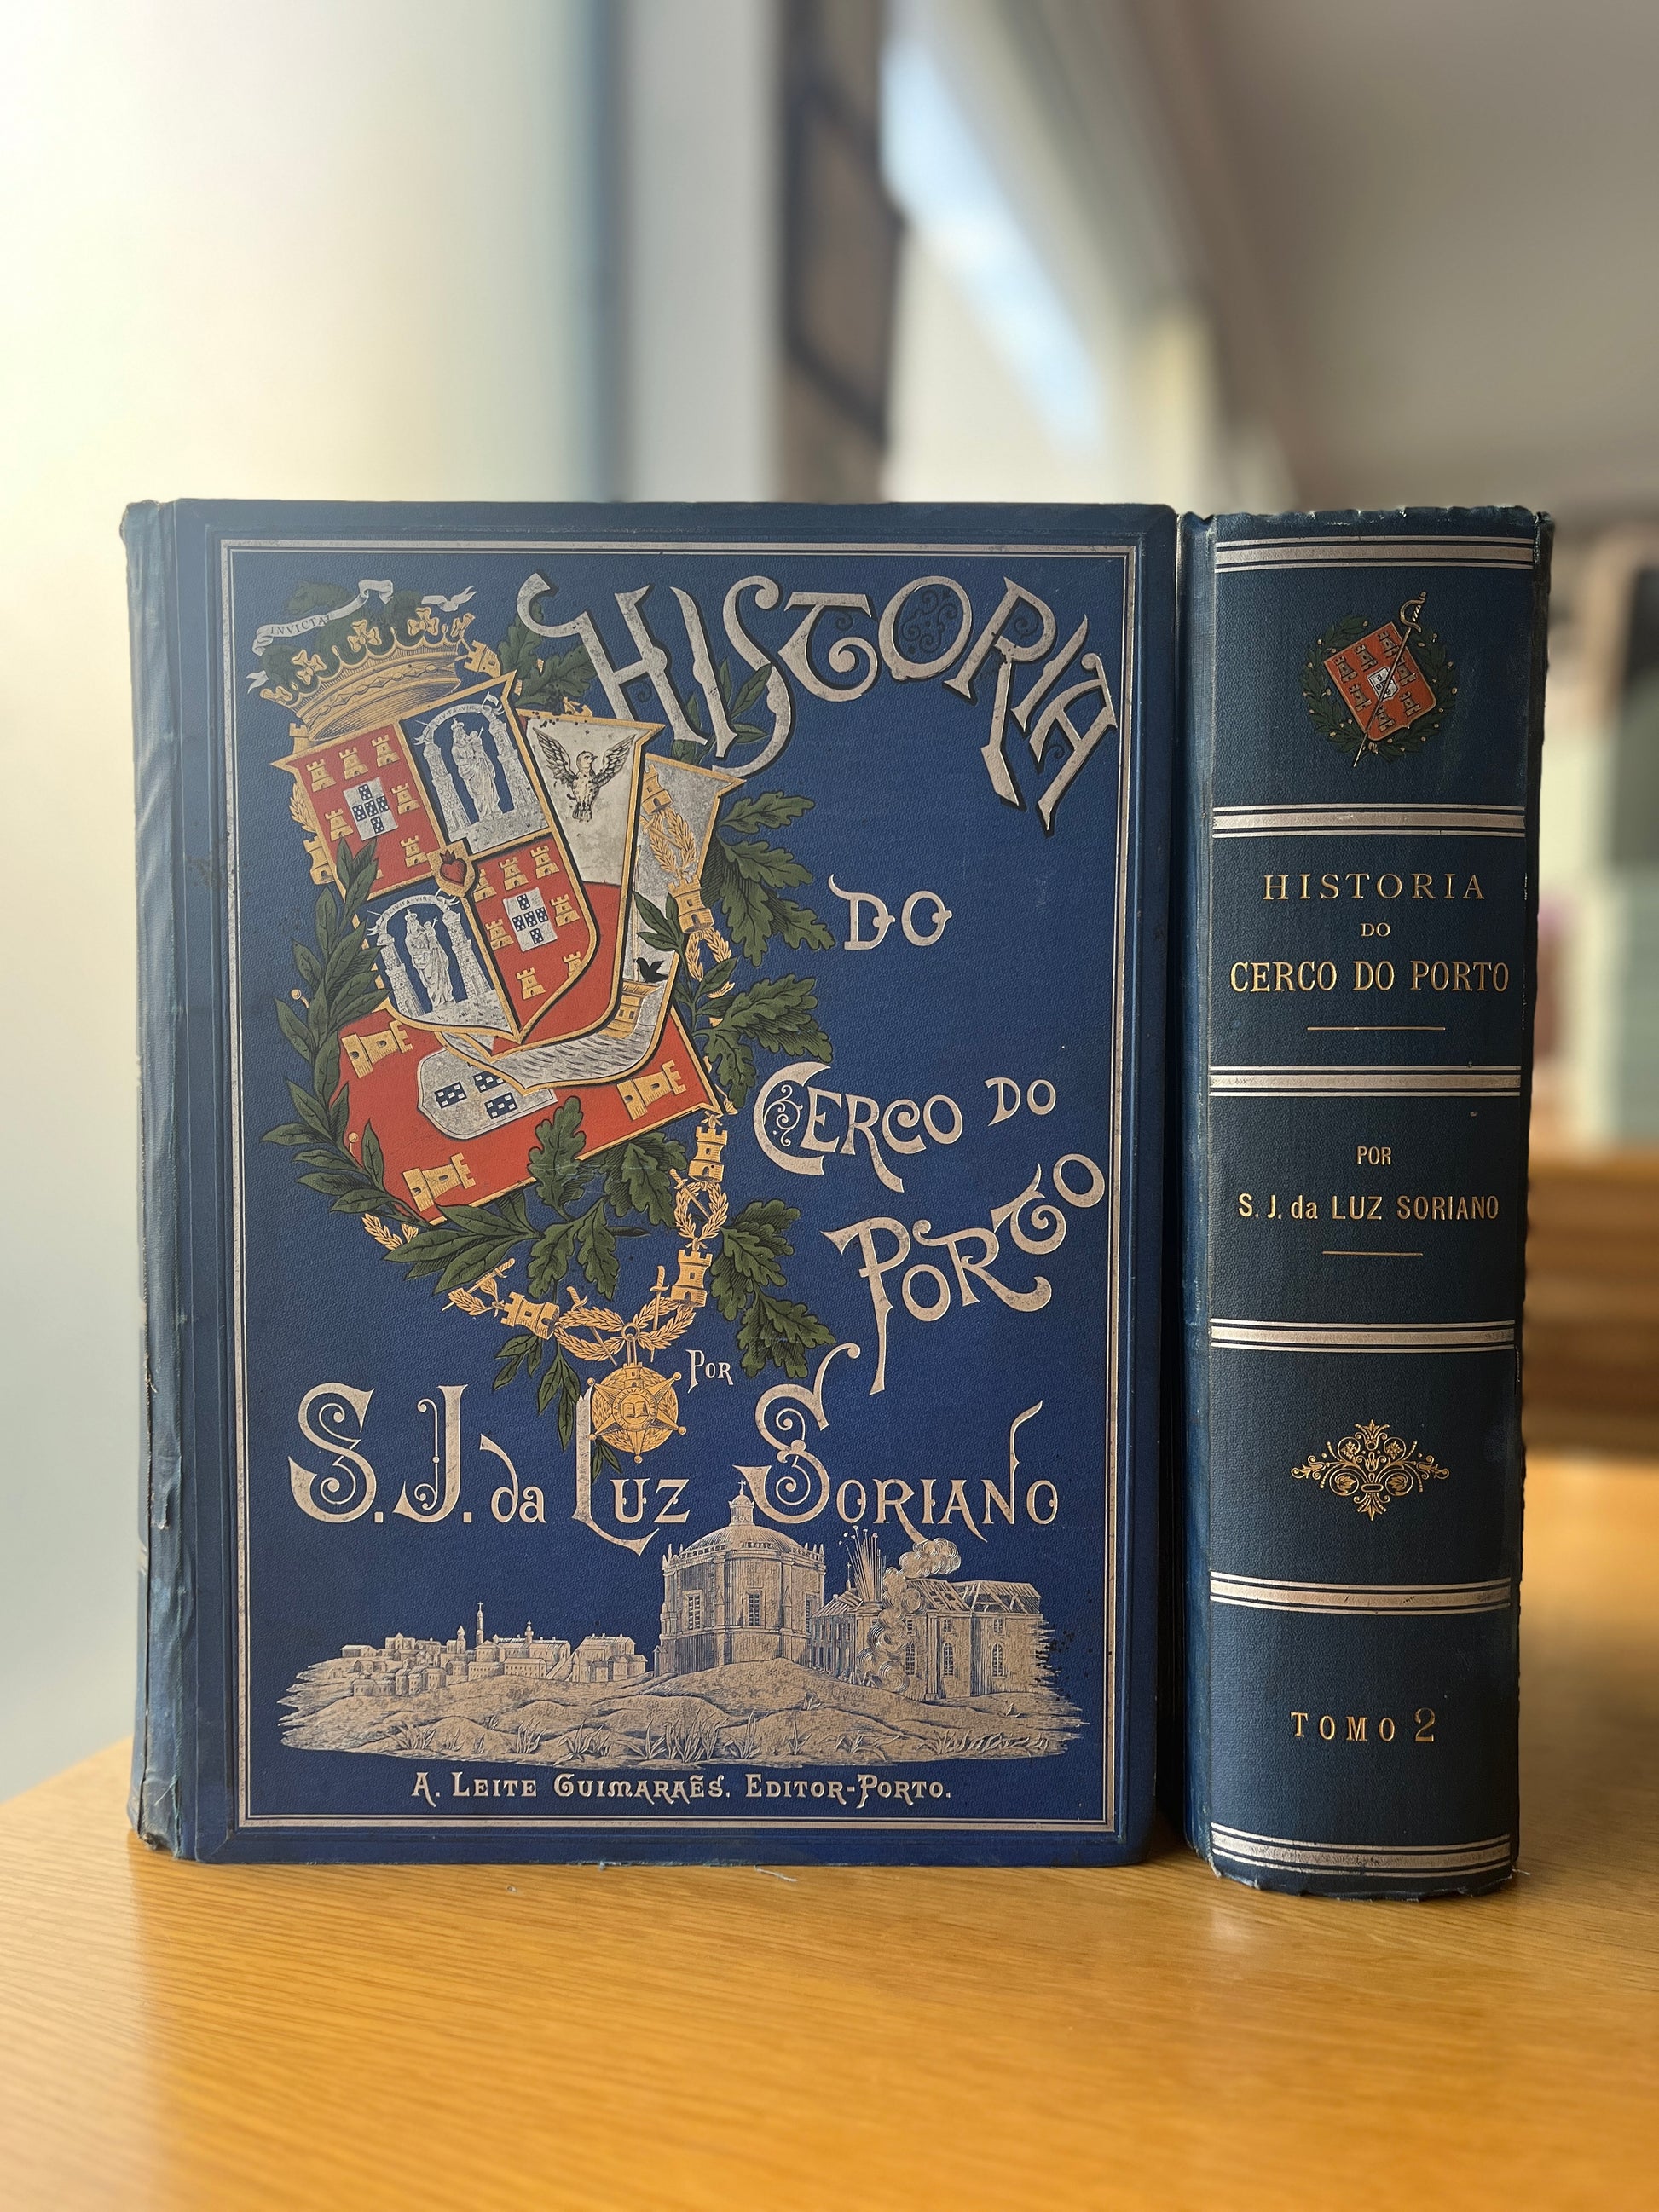 INVICTA
HISTORIA
DO
CERCO DO
PORTO
POR
S. J. da LUZ SORIANO
A. LEITE GUIMARAẼS. EDITOR-PORTO.
HISTORIA
DO
CERCO DO PORTO
POR
S. J. da LUZ SORIANO
TOMO 2